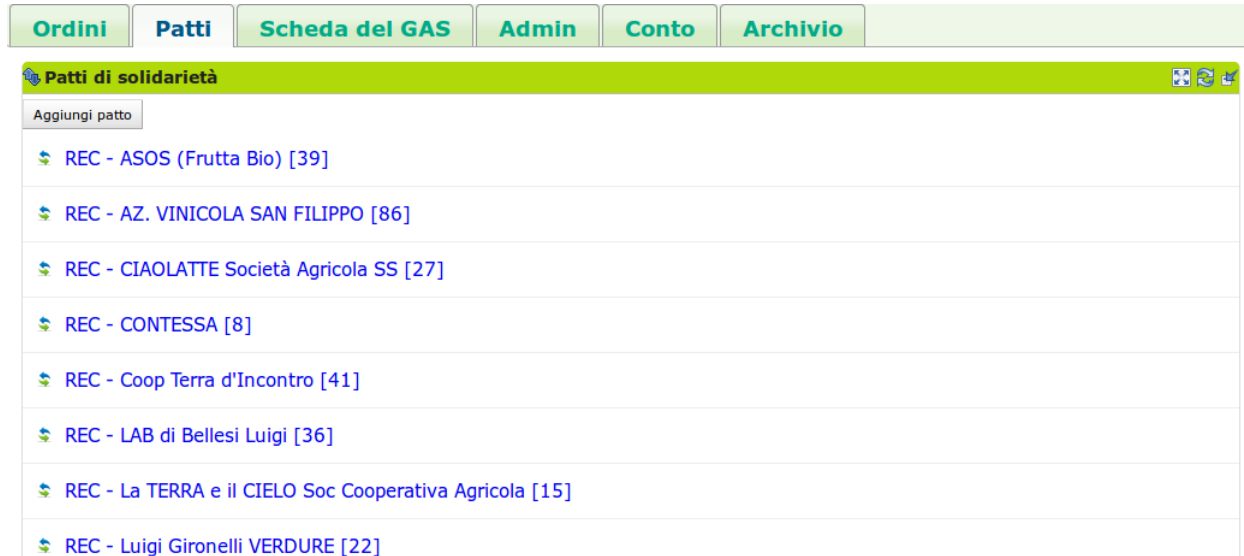 Ordini Patti Scheda del GAS Admin Conto Archivio
Patti di solidarietà
Aggiungi patto
REC - ASOS (Frutta Bio) [39]
REC - AZ. VINICOLA SAN FILIPPO [86]
REC - CIAOLATTE Società Agricola SS [27]
REC - CONTESSA [8]
REC - Coop Terra d'Incontro [41]
REC - LAB di Bellesi Luigi [36]
REC - La TERRA e il CIELO Soc Cooperativa Agricola [15]
REC - Luigi Gironelli VERDURE [22]